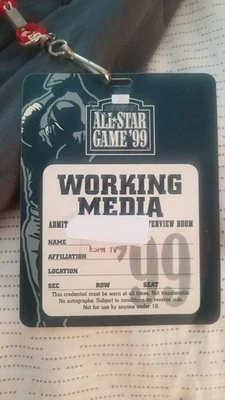 ALL·STAR
GAME '99
WORKING
MEDIA
ADMIT INTERVIEW ROOM
NAME
ESPN TV
AFFILIATION
LOCATION
'99
SEC ROW SEAT
This credential must be worn at all times. Not transferable.
No autographs. Subject to conditions on reverse side.
Not for use by anyone under 18